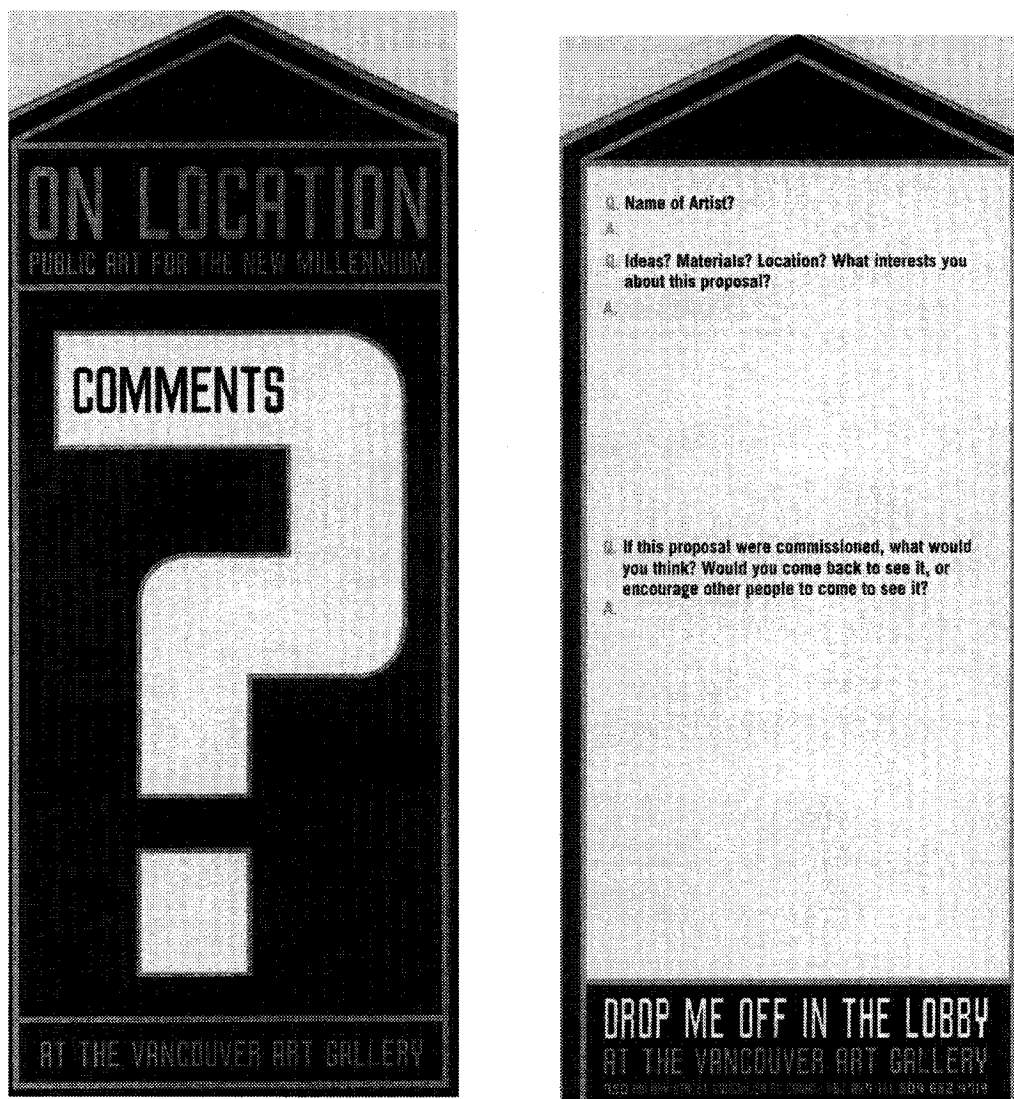 ON LOCATION
PUBLIC ART FOR THE NEW MILLENNIUM
COMMENTS
AT THE VANCOUVER ART GALLERY
Q. Name of Artist?
A.
Q. Ideas? Materials? Location? What interests you
about this proposal?
A.
Q. If this proposal were commissioned, what would
you think? Would you come back to see it, or
encourage other people to come to see it?
A.
DROP ME OFF IN THE LOBBY
AT THE VANCOUVER ART GALLERY